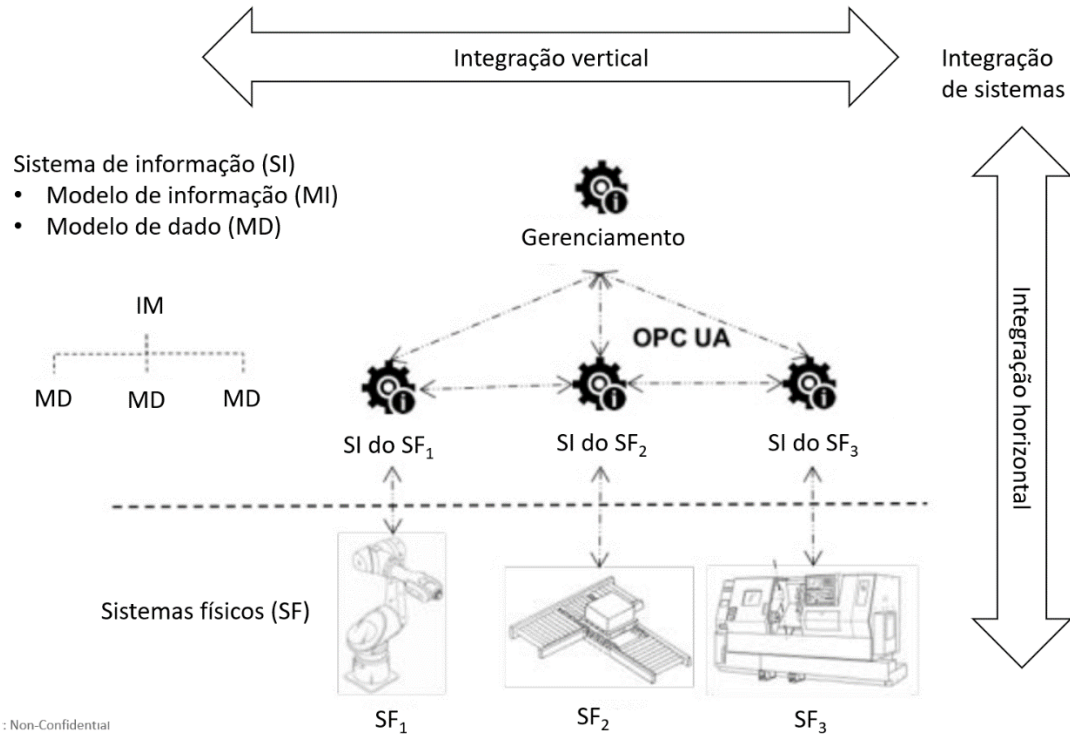 Integração vertical
Integração
de sistemas
Sistema de informação (SI)
• Modelo de informação (MI)
• Modelo de dado (MD)
Gerenciamento
IM
MD MD MD
OPC UA
Integração horizontal
SI do SF₁ SI do SF₂ SI do SF₃
Sistemas físicos (SF)
SF₁ SF₂ SF₃
: Non-Confidential